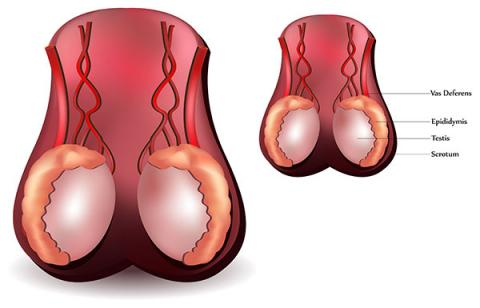 Vas Deferens
Epididymis
Testis
Scrotum